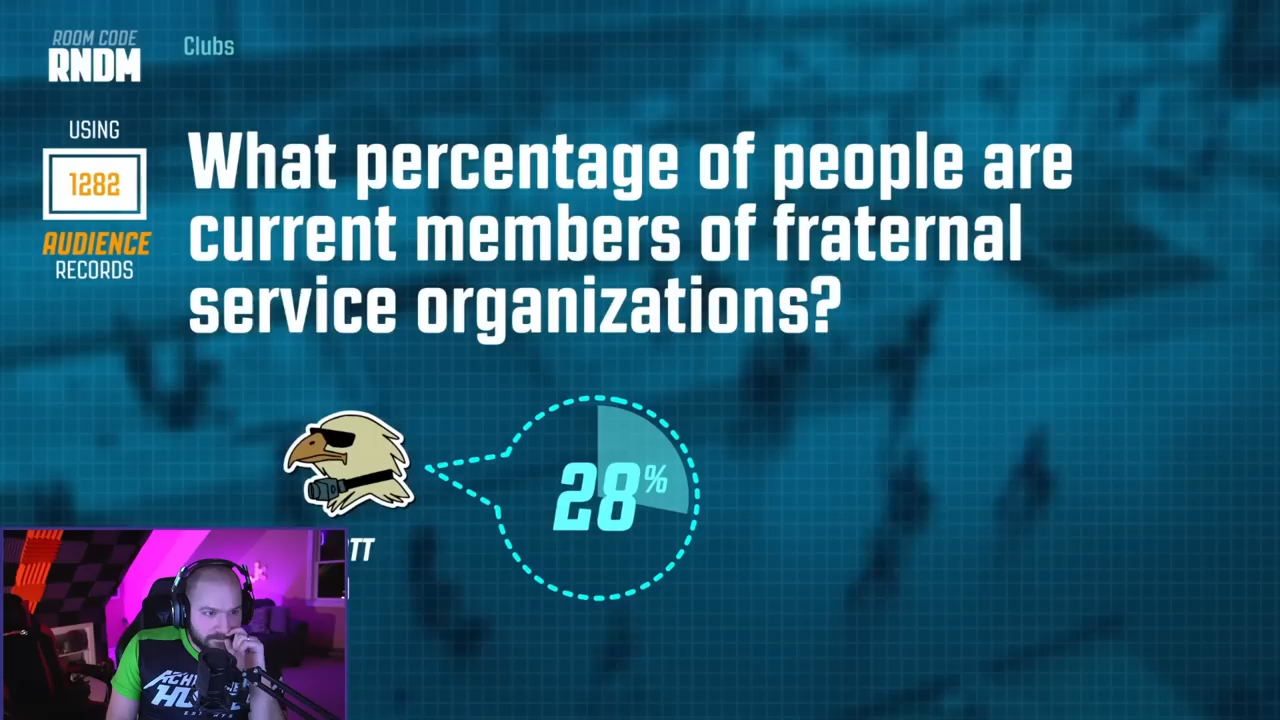 ROOM CODE
RNDM
Clubs
USING
1282
AUDIENCE
RECORDS
What percentage of people are
current members of fraternal
service organizations?
28%